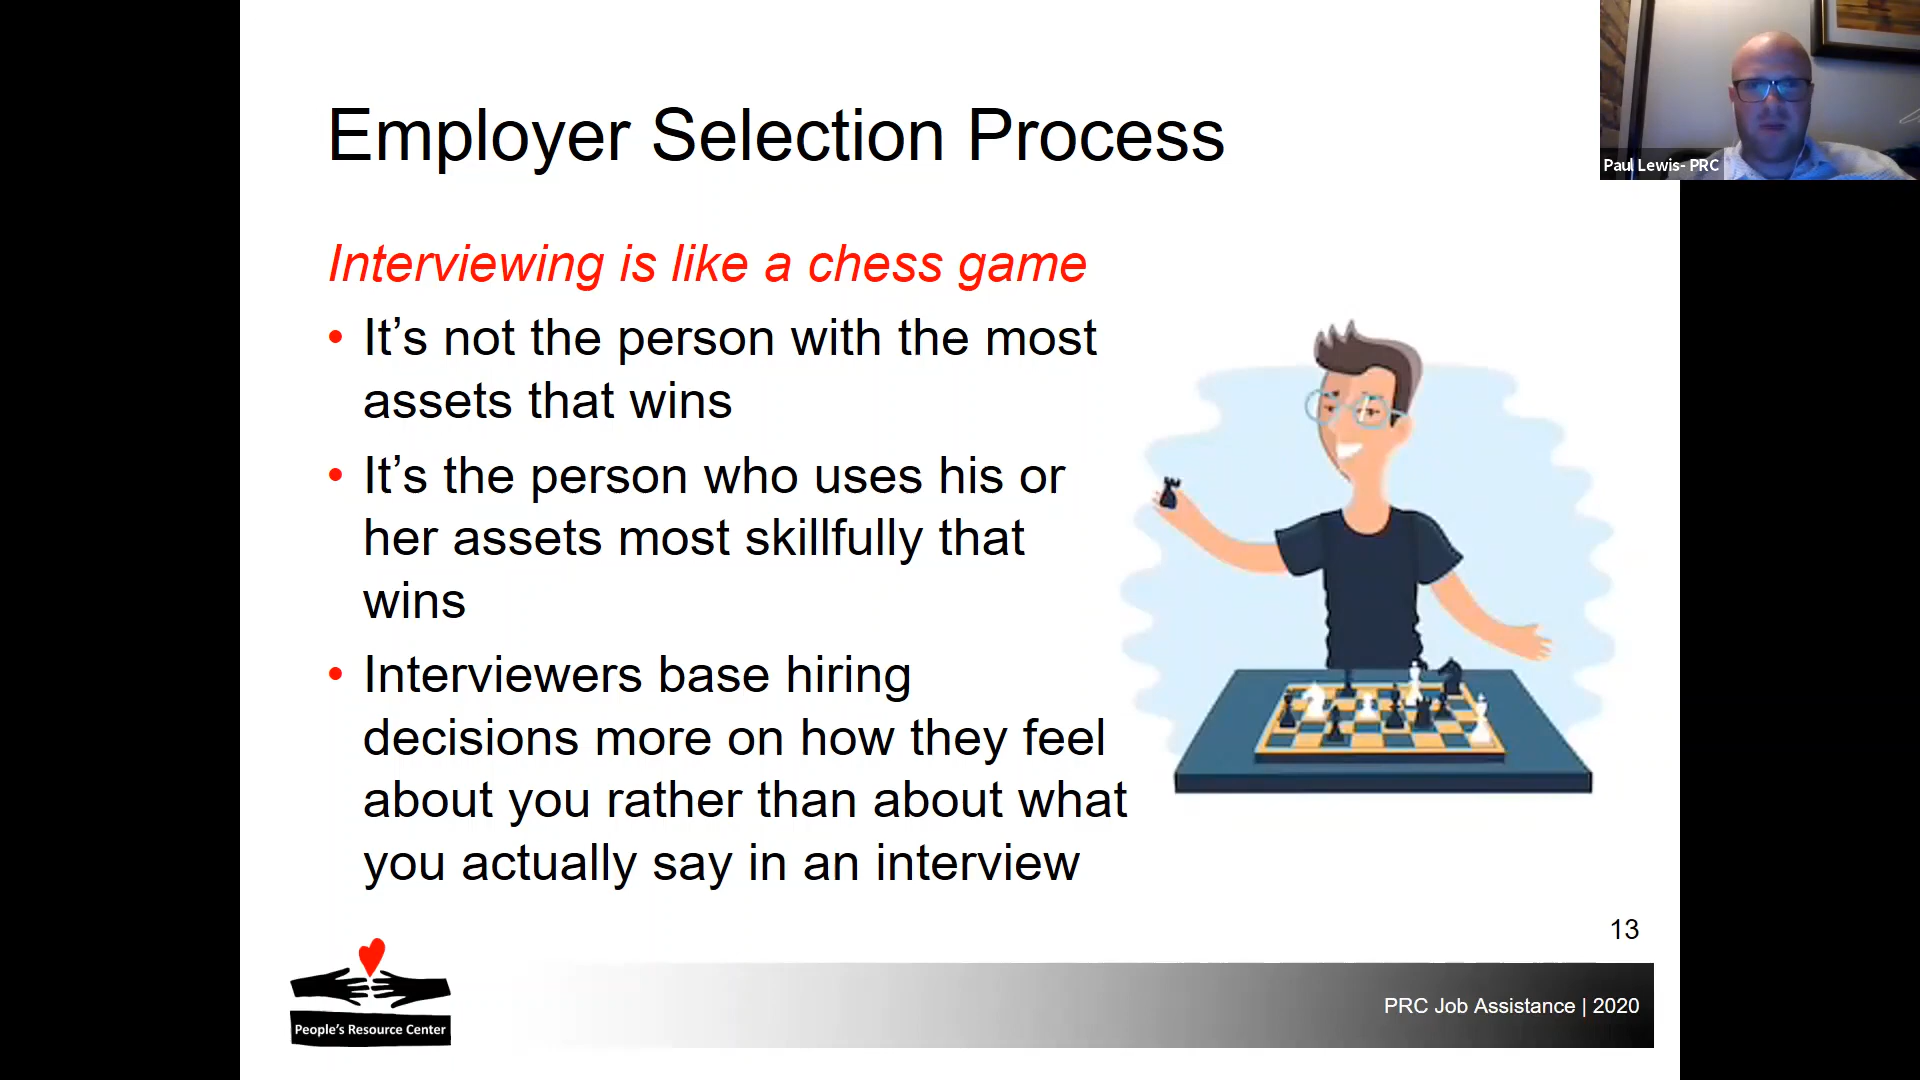 Employer Selection Process
Paul Lewis- PRC
Interviewing is like a chess game
• It’s not the person with the most
assets that wins
• It’s the person who uses his or
her assets most skillfully that
wins
• Interviewers base hiring
decisions more on how they feel
about you rather than about what
you actually say in an interview
13
People’s Resource Center
PRC Job Assistance | 2020